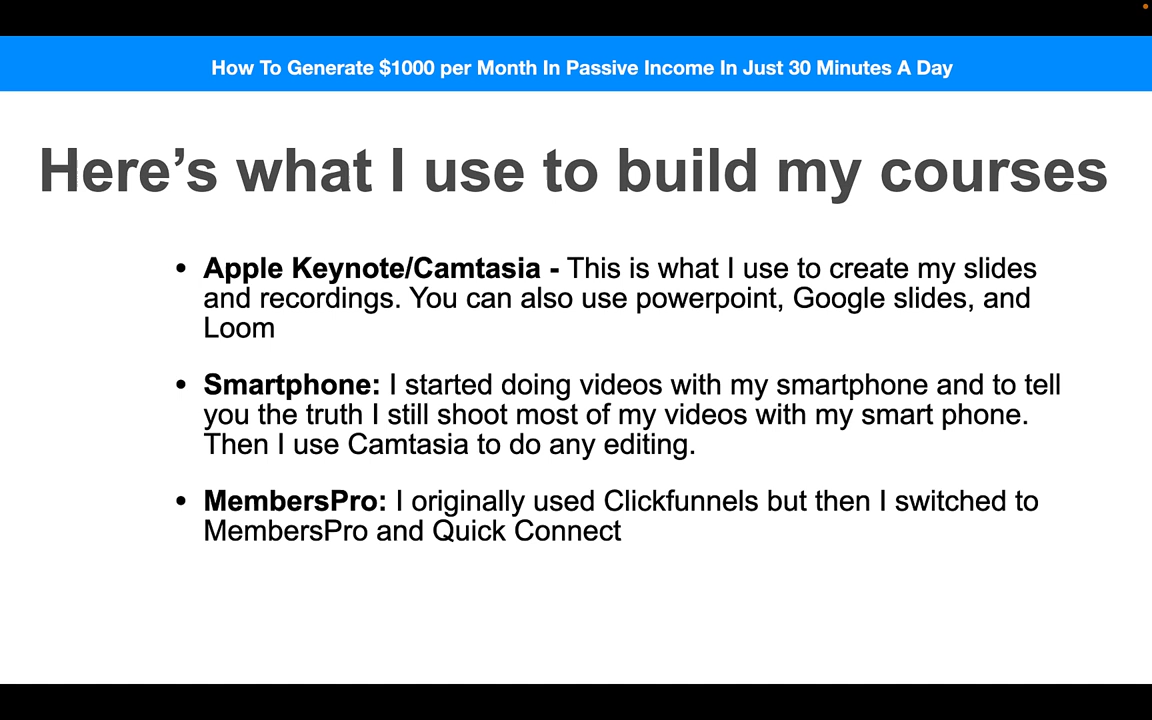 How To Generate $1000 per Month In Passive Income In Just 30 Minutes A Day
Here’s what I use to build my courses
• Apple Keynote/Camtasia - This is what I use to create my slides
and recordings. You can also use powerpoint, Google slides, and
Loom
• Smartphone: I started doing videos with my smartphone and to tell
you the truth I still shoot most of my videos with my smart phone.
Then I use Camtasia to do any editing.
• MembersPro: I originally used Clickfunnels but then I switched to
MembersPro and Quick Connect